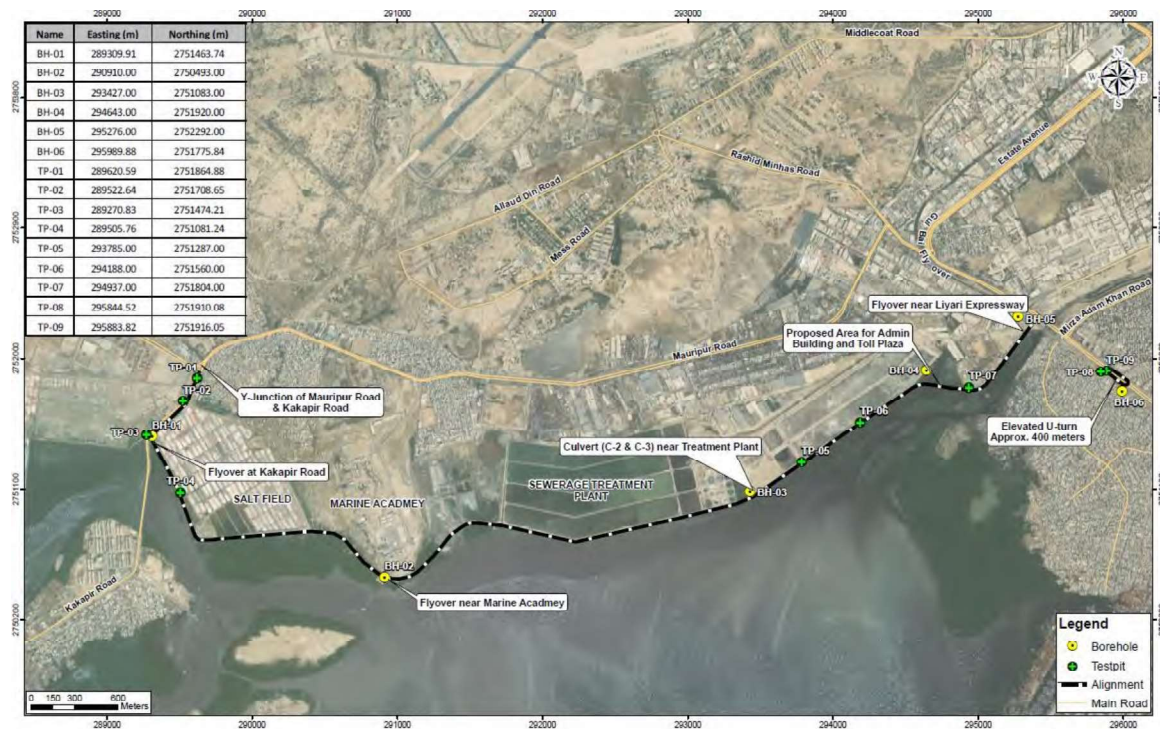 289000 290000 291000 292000 293000 294000 295000 296000
Name Easting (m) Northing (m)
BH-01 289309.91 2751463.74
BH-02 290910.00 2750493.00
BH-03 293427.00 2751083.00
BH-04 294643.00 2751920.00
BH-05 295276.00 2752292.00
BH-06 295989.88 2751775.84
TP-01 289620.59 2751864.88
TP-02 289522.64 2751708.65
TP-03 289270.83 2751474.21
TP-04 289505.76 2751081.24
TP-05 293785.00 2751287.00
TP-06 294188.00 2751560.00
TP-07 294937.00 2751804.00
TP-08 295844.52 2751910.08
TP-09 295883.82 2751916.05
Middlecoat Road
N
W E
S
2753800
Estate Avenue
Rashid Minhas Road
Allaud Din Road
Mess Road
2752900
Gul Bai Fly over
Flyover near Liyari Expressway
BH-05
Mirza Adam Khan Road
Proposed Area for Admin
Building and Toll Plaza
Mauripur Road
2752000
TP-01
TP-02
Y-Junction of Mauripur Road
& Kakapir Road
BH-04
TP-07
TP-08
TP-09
BH-06
Elevated U-turn
Approx. 400 meters
TP-03
BH-01
TP-06
Flyover at Kakapir Road
Culvert (C-2 & C-3) near Treatment Plant
TP-05
2751100
TP-04
SALT FIELD
MARINE ACADMEY
SEWERAGE TREATMENT
PLANT
BH-03
BH-02
Flyover near Marine Acadmey
Kakapir Road
2750200
Legend
Borehole
Testpit
Alignment
Main Road
0 150 300 600
Meters
289000 290000 291000 292000 293000 294000 295000 296000